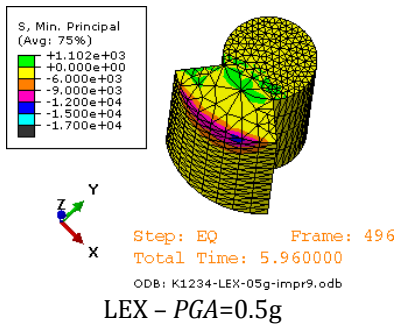 S, Min. Principal
(Avg: 75%)
+1.102e+03
+0.000e+00
-6.000e+03
-9.000e+03
-1.200e+04
-1.500e+04
-1.700e+04
Z
Y
X
Step: EQ Frame: 496
Total Time: 5.960000
ODB: K1234-LEX-05g-impr9.odb
LEX – PGA=0.5g